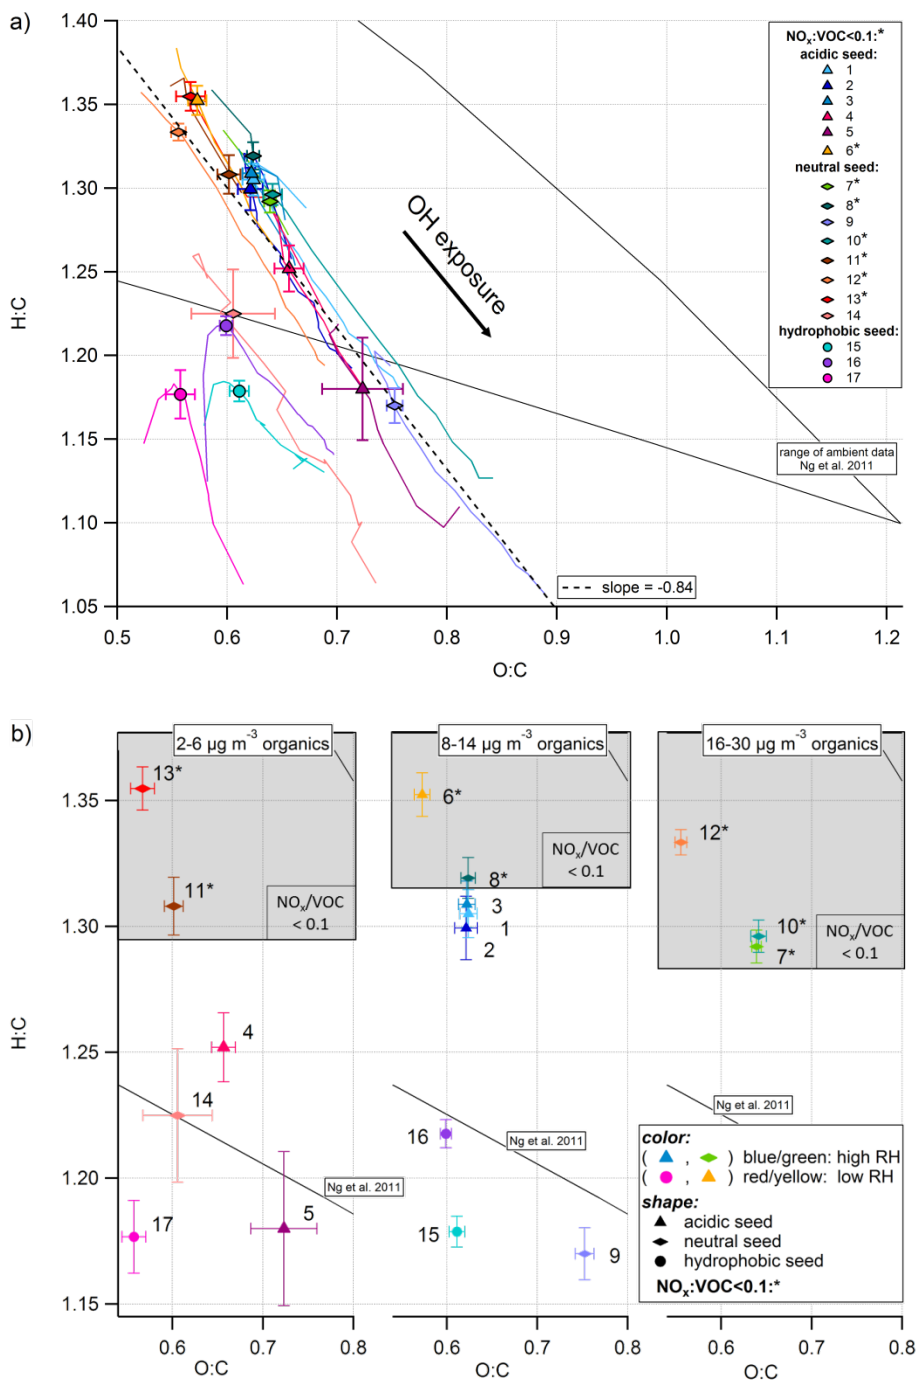 a)
1.40
1.35
1.30
1.25
1.20
1.15
1.10
1.05
H:C
0.5
0.6
0.7
0.8
0.9
1.0
1.1
1.2
O:C
OH exposure
NOx:VOC<0.1:*
acidic seed:
1
2
3
4
5
6*
neutral seed:
7*
8*
9
10*
11*
12*
13*
14
hydrophobic seed:
15
16
17
range of ambient data
Ng et al. 2011
slope = -0.84
b)
2-6 µg m-3 organics
8-14 µg m-3 organics
16-30 µg m-3 organics
H:C
1.35
1.30
1.25
1.20
1.15
13*
11*
NOx/VOC
< 0.1
4
14
Ng et al. 2011
17
5
0.6
0.7
0.8
O:C
6*
NOx/VOC
< 0.1
8*
3
1
2
16
Ng et al. 2011
15
9
0.6
0.7
0.8
O:C
12*
10*
7*
NOx/VOC
< 0.1
Ng et al. 2011
color:
( , ) blue/green: high RH
( , ) red/yellow: low RH
shape:
acidic seed
neutral seed
hydrophobic seed
NOx:VOC<0.1:*
0.6
0.7
0.8
O:C